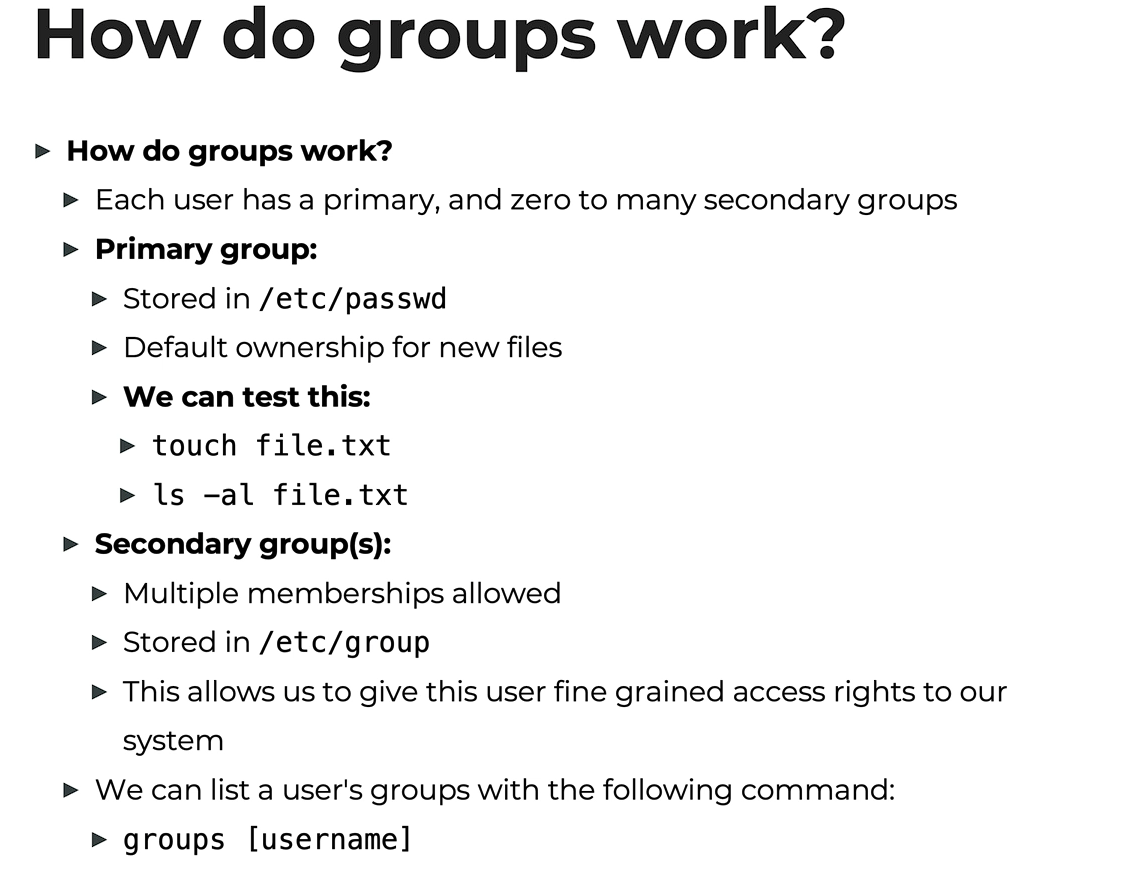 How do groups work?
How do groups work?
Each user has a primary, and zero to many secondary groups
Primary group:
Stored in /etc/passwd
Default ownership for new files
We can test this:
touch file.txt
ls -al file.txt
Secondary group(s):
Multiple memberships allowed
Stored in /etc/group
This allows us to give this user fine grained access rights to our
system
We can list a user's groups with the following command:
groups [username]